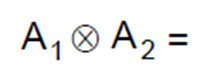 A₁ ⊗ A₂ =